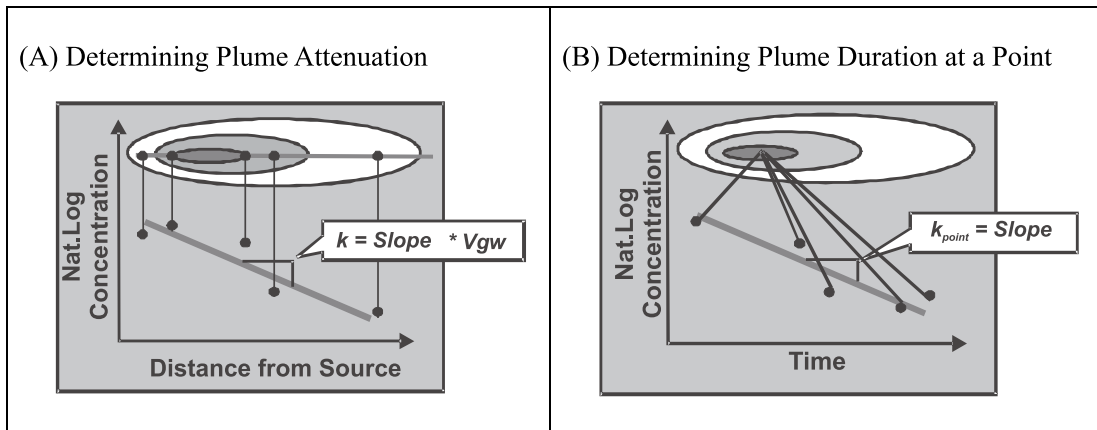 (A) Determining Plume Attenuation
Nat.Log
Concentration
k = Slope * Vgw
Distance from Source
(B) Determining Plume Duration at a Point
Nat.Log
Concentration
kpoint = Slope
Time